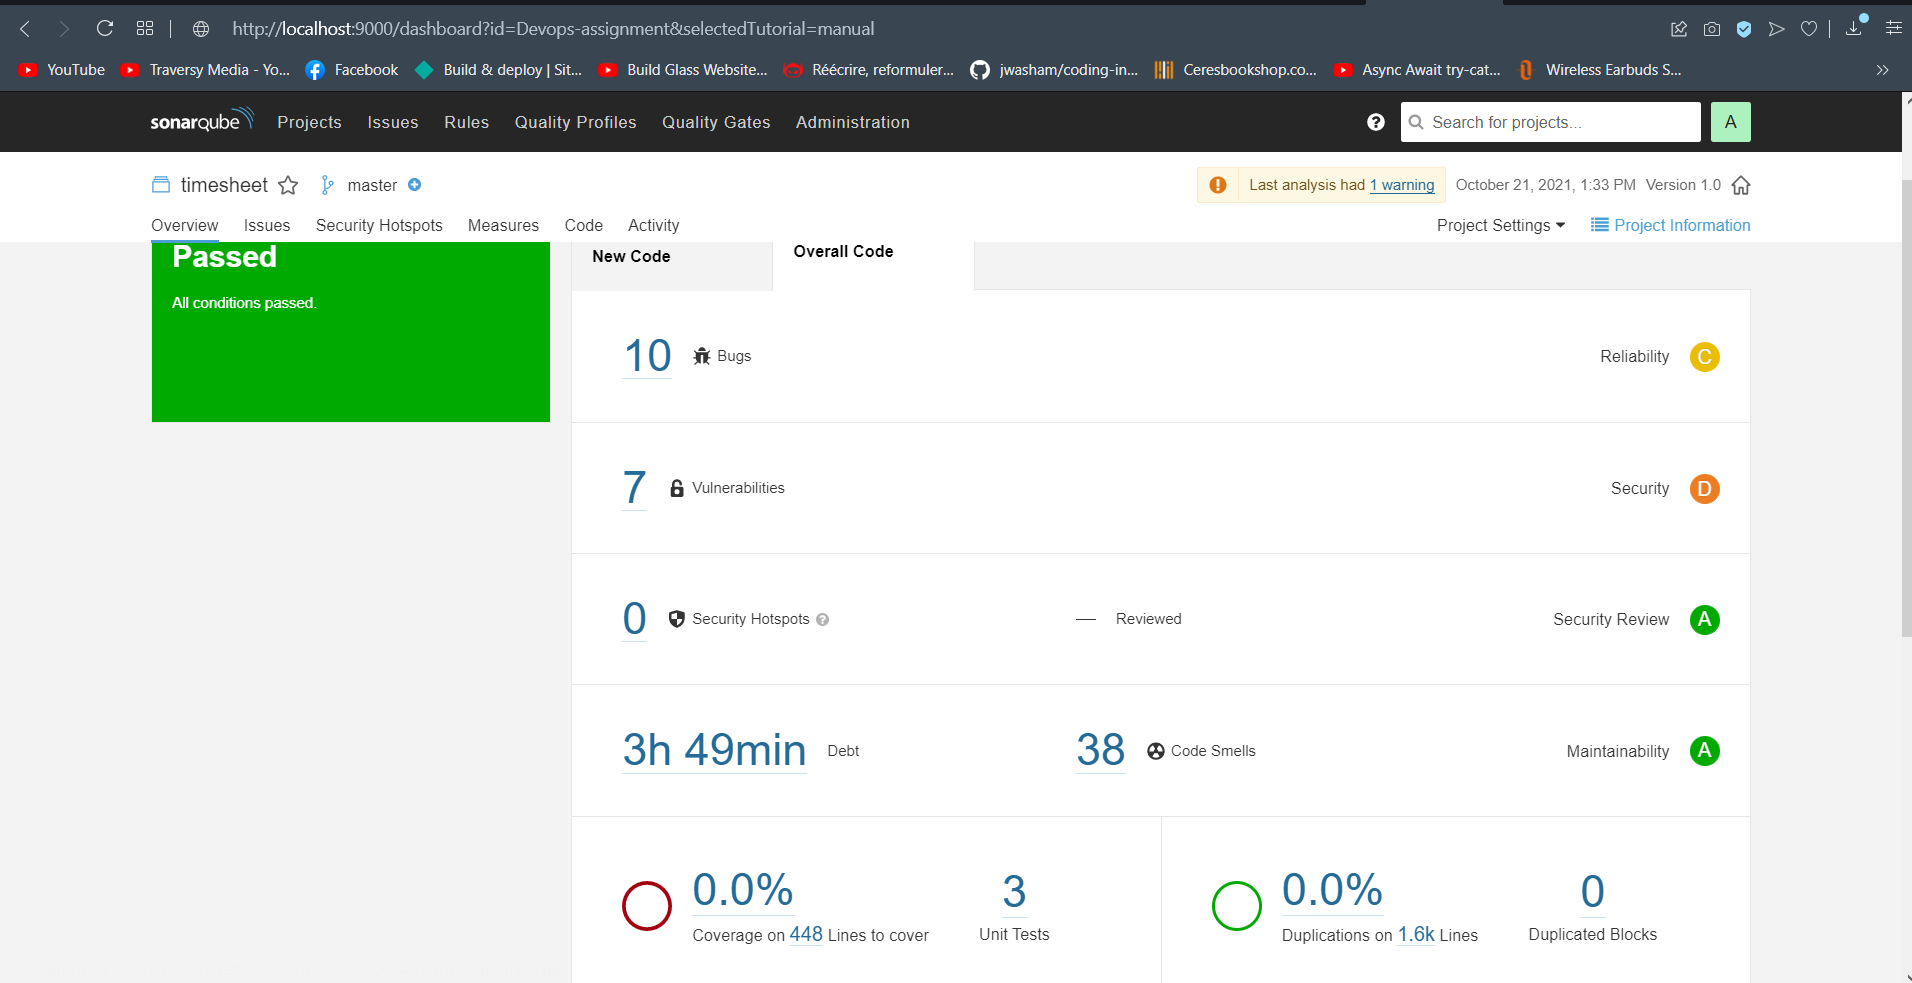 http://localhost:9000/dashboard?id=Devops-assignment&selectedTutorial=manual
YouTube Traversy Media - Yo... Facebook Build & deploy | Sit... Build Glass Website... Réécrire, reformuler... jwasham/coding-in... Ceresbookshop.co... Async Await try-cat... Wireless Earbuds S...
sonarqube Projects Issues Rules Quality Profiles Quality Gates Administration Search for projects... A
timesheet master Last analysis had 1 warning October 21, 2021, 1:33 PM Version 1.0
Overview Issues Security Hotspots Measures Code Activity Project Settings Project Information
Passed
All conditions passed.
New Code Overall Code
10 Bugs Reliability C
7 Vulnerabilities Security D
0 Security Hotspots ? — Reviewed Security Review A
3h 49min Debt 38 Code Smells Maintainability A
0.0% 3 0.0% 0
Coverage on 448 Lines to cover Unit Tests Duplications on 1.6k Lines Duplicated Blocks